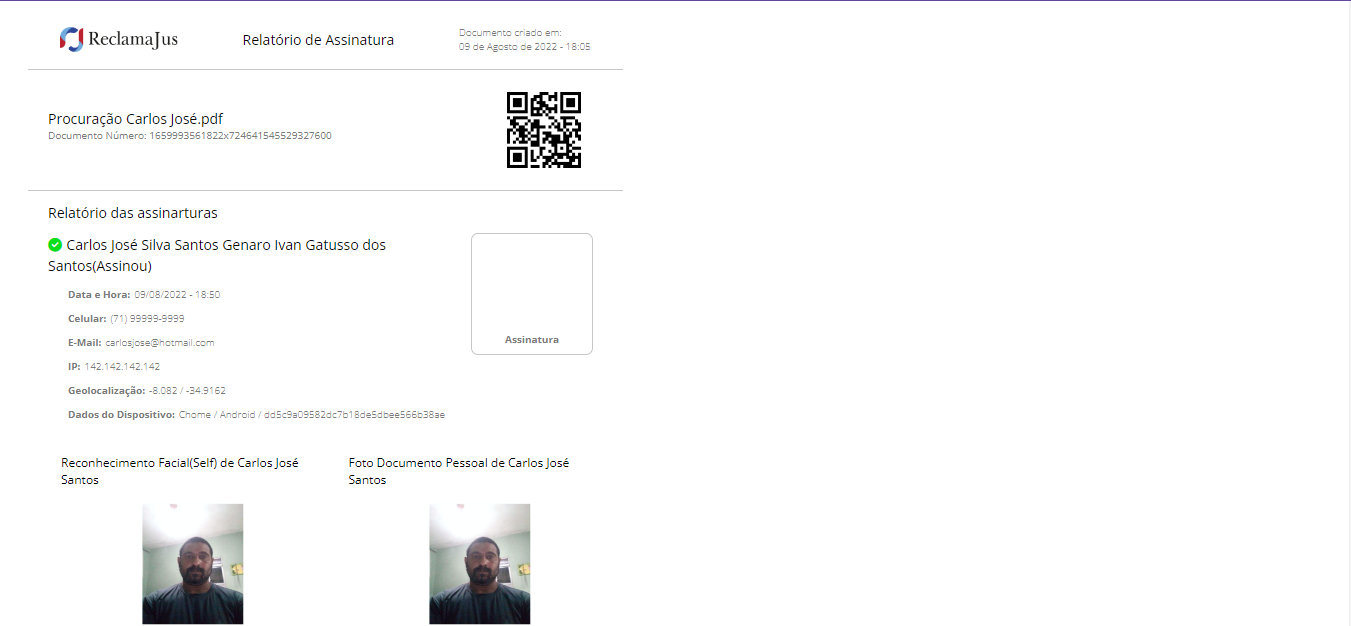 ReclamaJus
Relatório de Assinatura
Documento criado em:
09 de Agosto de 2022 - 18:05
Procuração Carlos José.pdf
Documento Número: 1659993561822x724641545529327600
Relatório das assinarturas
Carlos José Silva Santos Genaro Ivan Gatusso dos
Santos(Assinou)
Data e Hora: 09/08/2022 - 18:50
Celular: (71) 99999-9999
E-Mail: carlosjose@hotmail.com
IP: 142.142.142.142
Geolocalização: -8.082 / -34.9162
Dados do Dispositivo: Chome / Android / dd5c9a09582dc7b18de5dbee566b38ae
Assinatura
Reconhecimento Facial(Self) de Carlos José
Santos
Foto Documento Pessoal de Carlos José
Santos